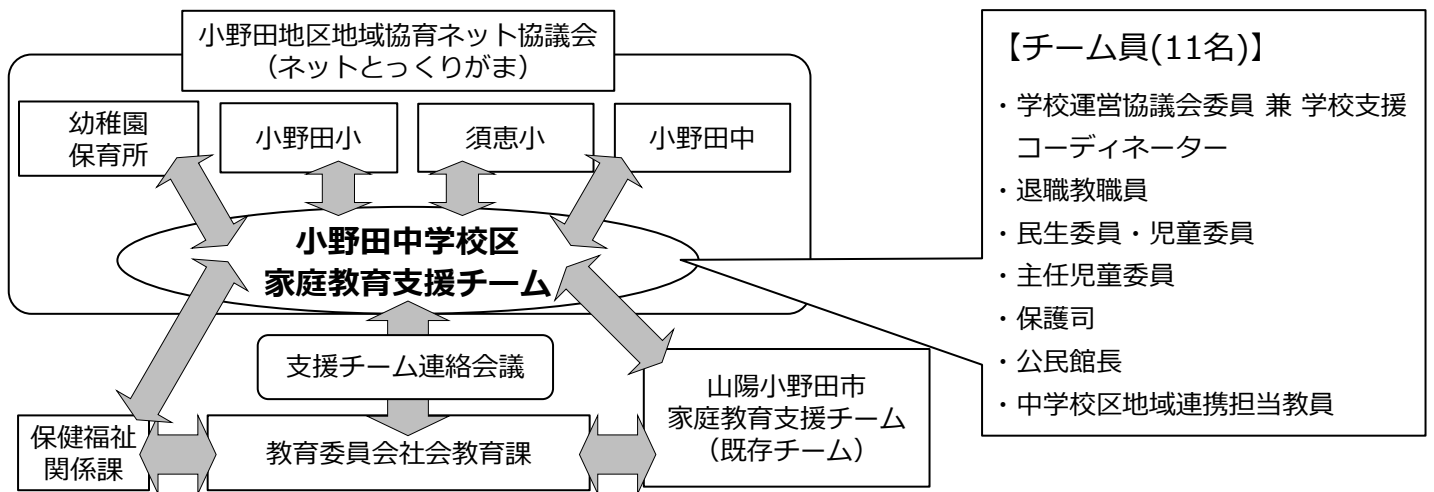 小野田地区地域協育ネット協議会
（ネットとっくりがま）
幼稚園
保育所
小野田小
須恵小
小野田中
小野田中学校区
家庭教育支援チーム
支援チーム連絡会議
保健福祉
関係課
教育委員会社会教育課
山陽小野田市
家庭教育支援チーム
（既存チーム）
【チーム員(11名)】
・学校運営協議会委員 兼 学校支援
コーディネーター
・退職教職員
・民生委員・児童委員
・主任児童委員
・保護司
・公民館長
・中学校区地域連携担当教員